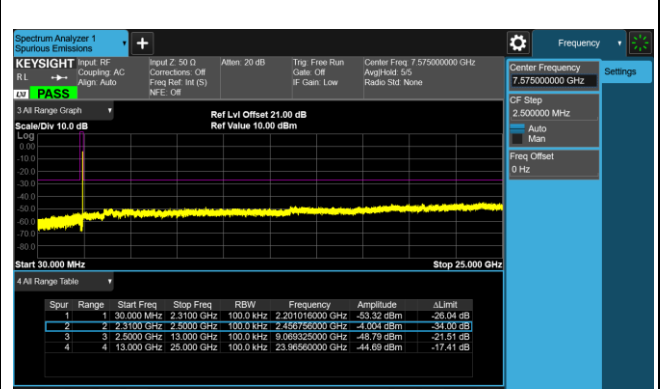 Spectrum Analyzer 1
Spurious Emissions
Frequency
KEYSIGHT
RL
Input: RF
Coupling: AC
Align: Auto
Input Z: 50 Ω
Corrections: Off
Freq Ref: Int (S)
NFE: Off
Atten: 20 dB
Trig: Free Run
Gate: Off
IF Gain: Low
Center Freq: 7.575000000 GHz
Avg|Hold: 5/5
Radio Std: None
LXI PASS
Center Frequency
7.575000000 GHz
Settings
CF Step
2.500000 MHz
Auto
Man
Freq Offset
0 Hz
3 All Range Graph
Ref Lvl Offset 21.00 dB
Scale/Div 10.0 dB
Ref Value 10.00 dBm
Log
0.00
-10.0
-20.0
-30.0
-40.0
-50.0
-60.0
-70.0
-80.0
Start 30.000 MHz
Stop 25.000 GHz
4 All Range Table
Spur Range Start Freq Stop Freq RBW Frequency Amplitude ΔLimit
1 1 30.000 MHz 2.3100 GHz 100.0 kHz 2.201016000 GHz -53.32 dBm -26.04 dB
2 2 2.3100 GHz 2.5000 GHz 100.0 kHz 2.456756000 GHz -4.004 dBm -34.00 dB
3 3 2.5000 GHz 13.000 GHz 100.0 kHz 9.069325000 GHz -48.79 dBm -21.51 dB
4 4 13.000 GHz 25.000 GHz 100.0 kHz 23.96560000 GHz -44.69 dBm -17.41 dB